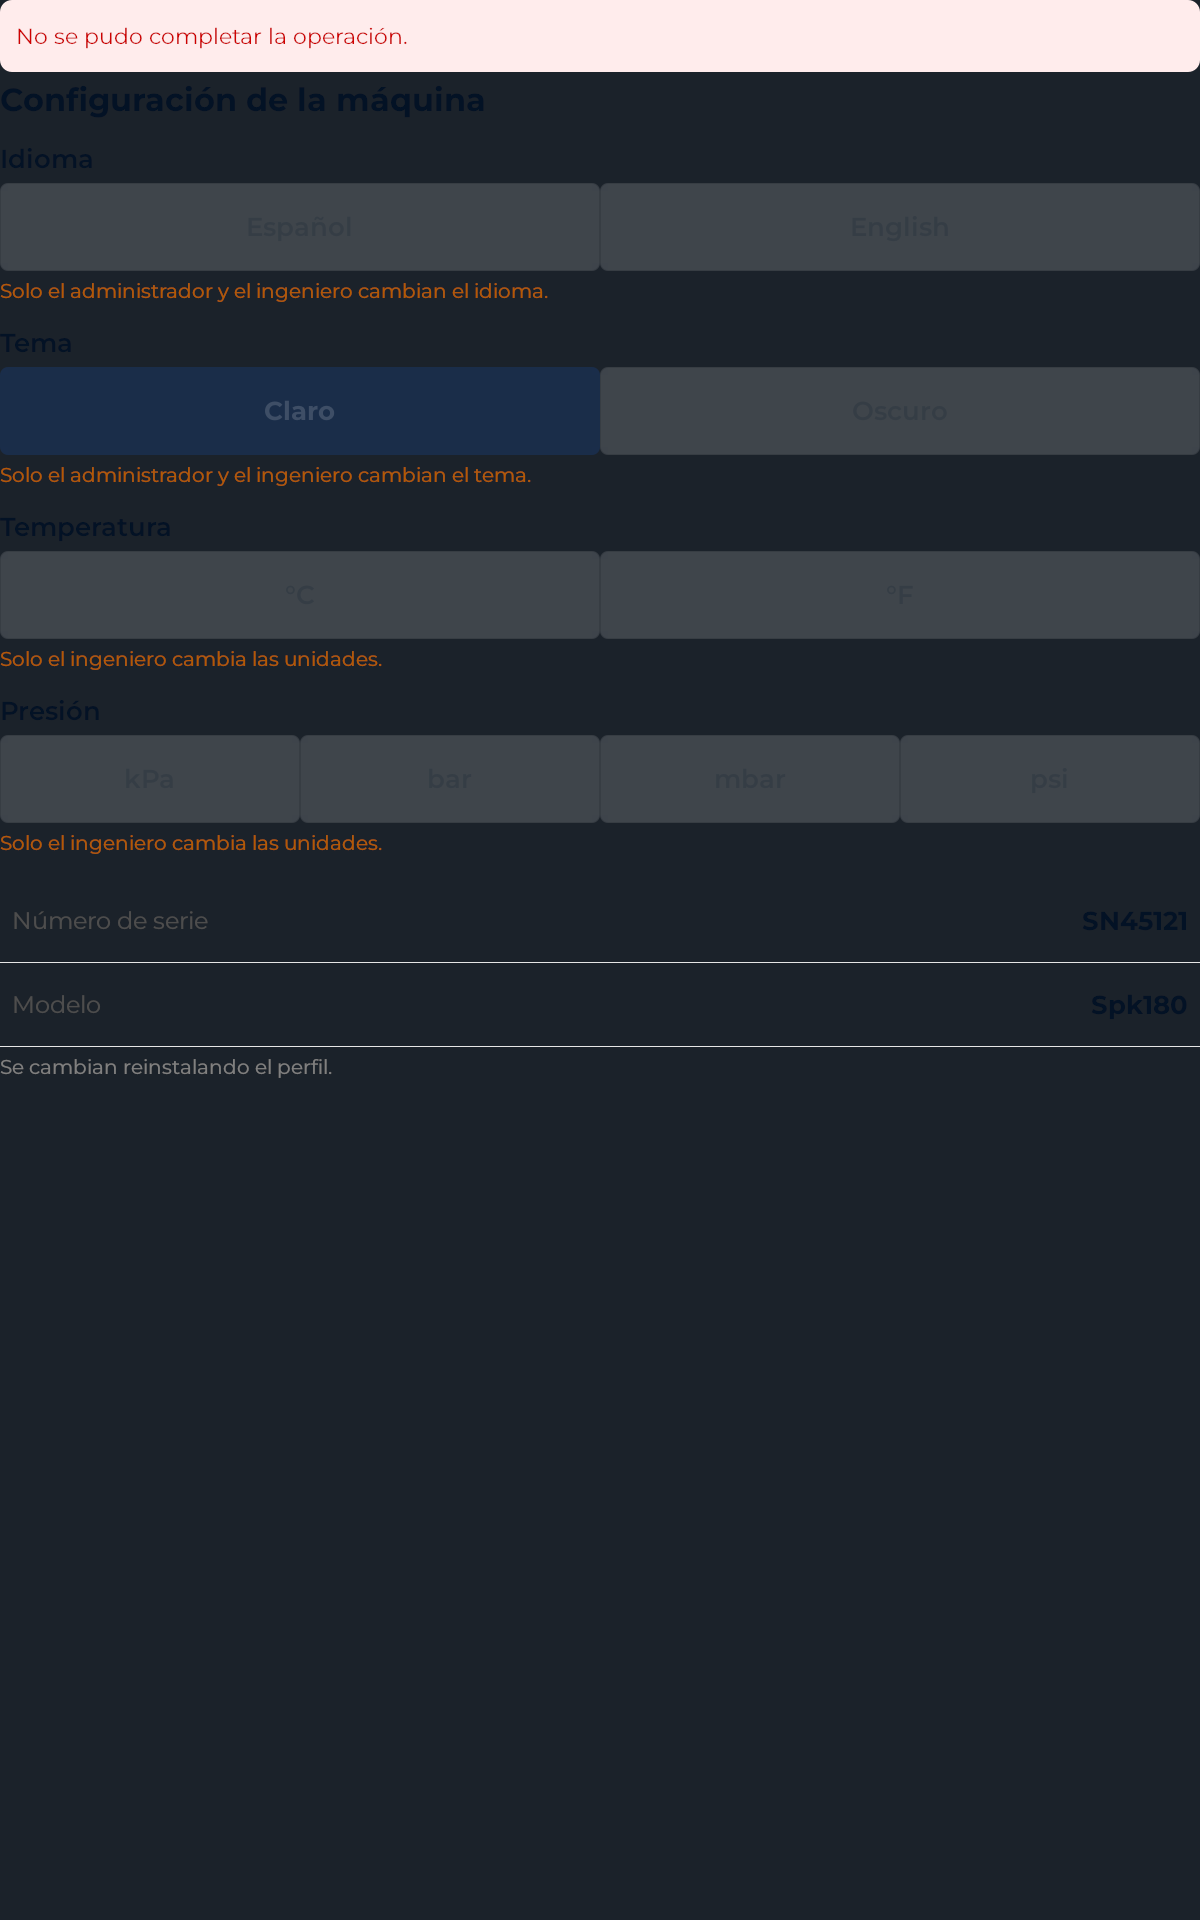 No se pudo completar la operación.
Configuración de la máquina
Idioma
Español English
Solo el administrador y el ingeniero cambian el idioma.
Tema
Claro Oscuro
Solo el administrador y el ingeniero cambian el tema.
Temperatura
°C °F
Solo el ingeniero cambia las unidades.
Presión
kPa bar mbar psi
Solo el ingeniero cambia las unidades.
Número de serie SN45121
Modelo Spk180
Se cambian reinstalando el perfil.